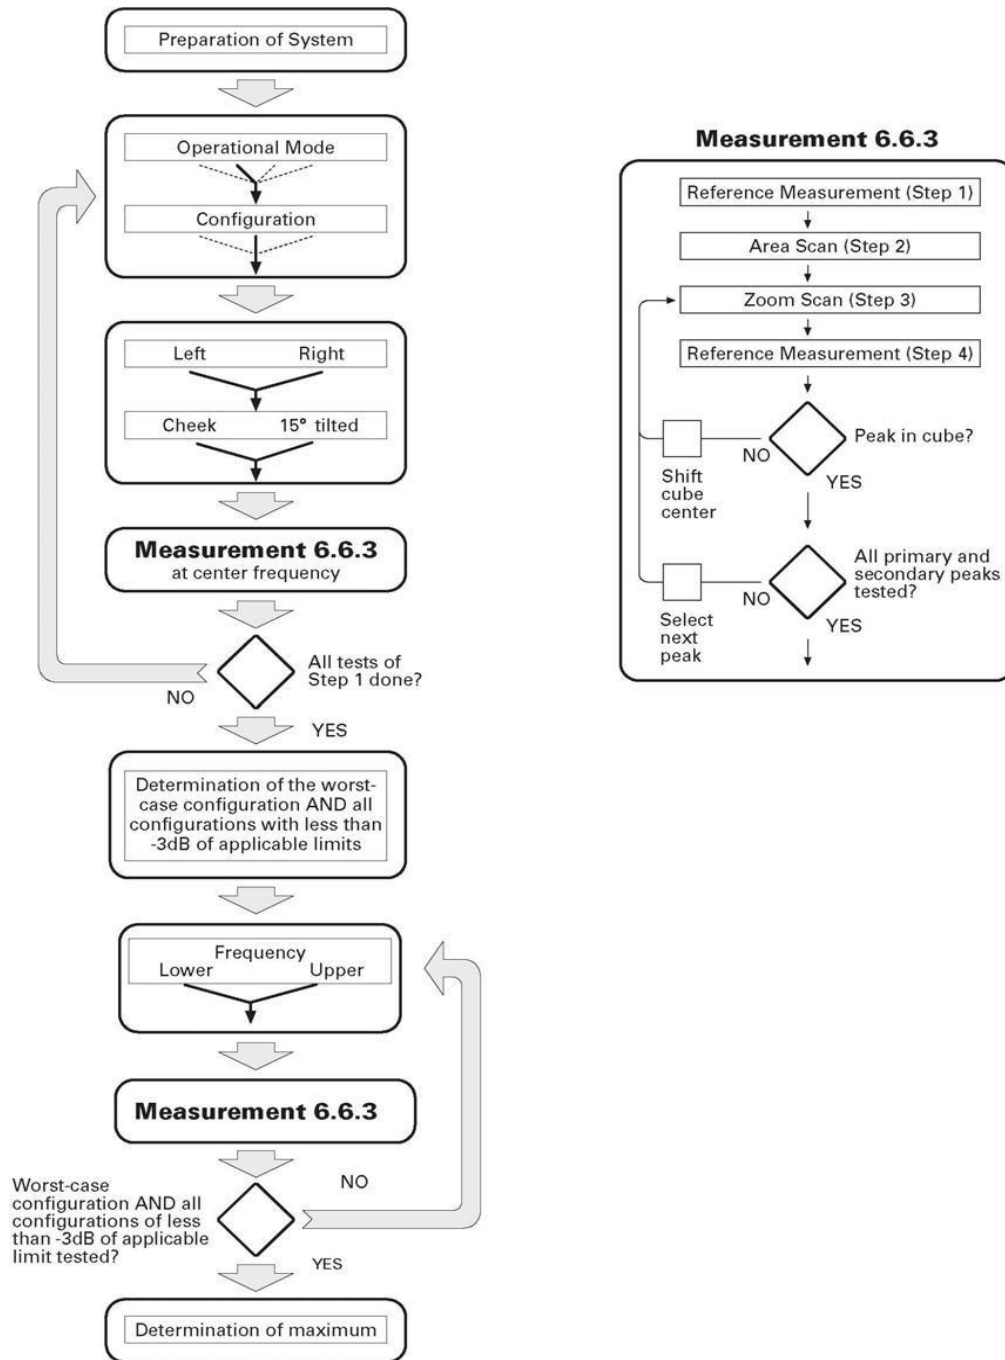 Preparation of System
Operational Mode
Configuration
Left Right
Cheek 15° tilted
Measurement 6.6.3
at center frequency
All tests of
Step 1 done?
NO
YES
Determination of the worst-
case configuration AND all
configurations with less than
-3dB of applicable limits
Frequency
Lower Upper
Measurement 6.6.3
Worst-case
configuration AND all
configurations of less
than -3dB of applicable
limit tested?
NO
YES
Determination of maximum
Measurement 6.6.3
Reference Measurement (Step 1)
Area Scan (Step 2)
Zoom Scan (Step 3)
Reference Measurement (Step 4)
Peak in cube?
NO
YES
Shift
cube
center
All primary and
secondary peaks
tested?
NO
YES
Select
next
peak